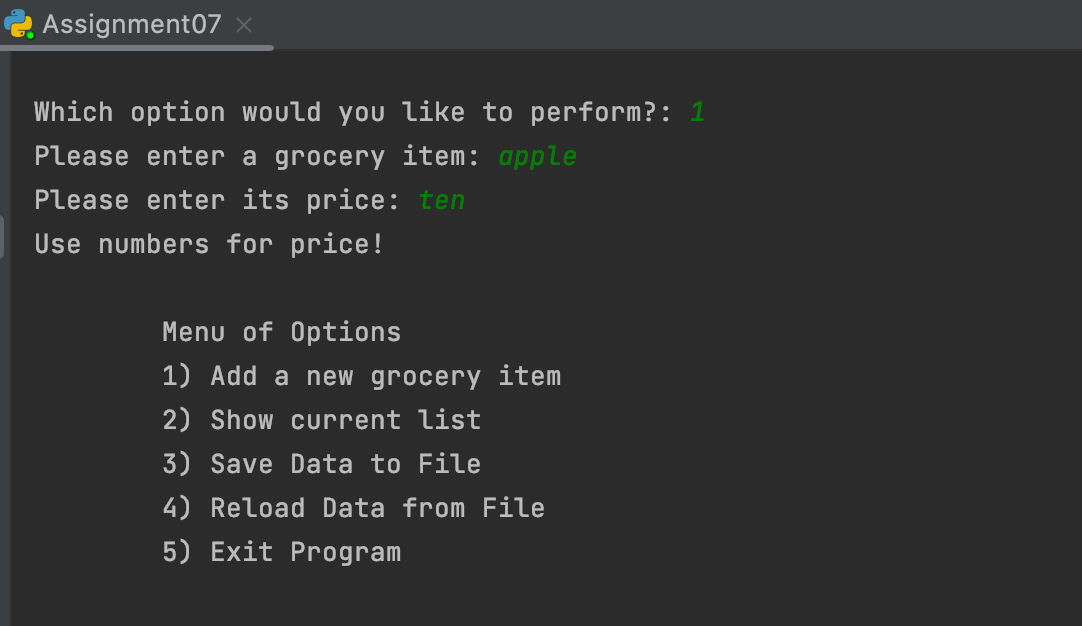 Assignment07
Which option would you like to perform?: 1
Please enter a grocery item: apple
Please enter its price: ten
Use numbers for price!
Menu of Options
1) Add a new grocery item
2) Show current list
3) Save Data to File
4) Reload Data from File
5) Exit Program